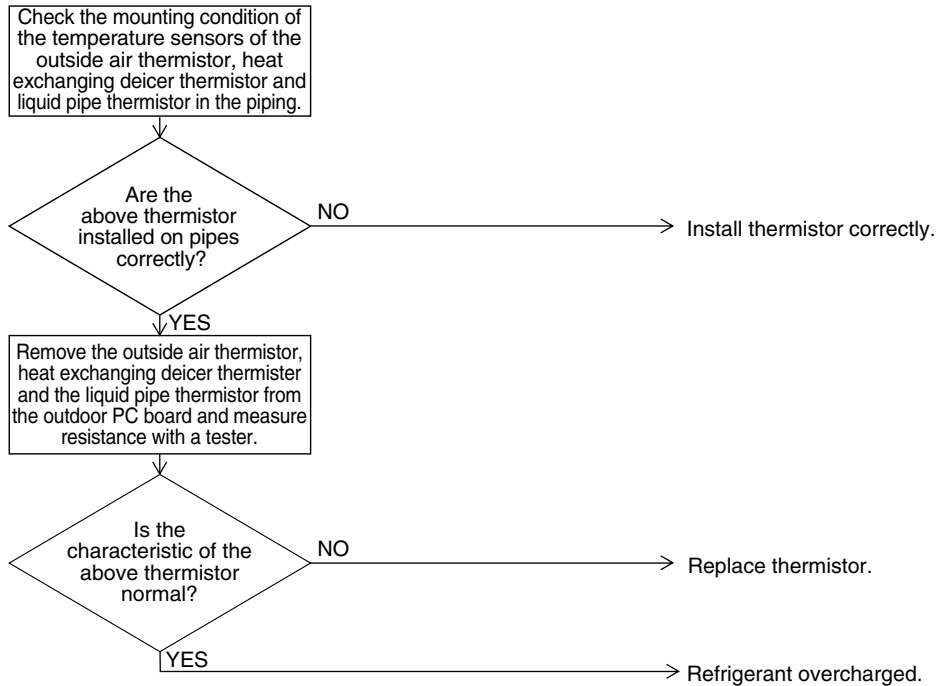 Check the mounting condition of
the temperature sensors of the
outside air thermistor, heat
exchanging deicer thermistor and
liquid pipe thermistor in the piping.
Are the
above thermistor
installed on pipes
correctly?
NO
Install thermistor correctly.
YES
Remove the outside air thermistor,
heat exchanging deicer thermister
and the liquid pipe thermistor from
the outdoor PC board and measure
resistance with a tester.
Is the
characteristic of the
above thermistor
normal?
NO
Replace thermistor.
YES
Refrigerant overcharged.